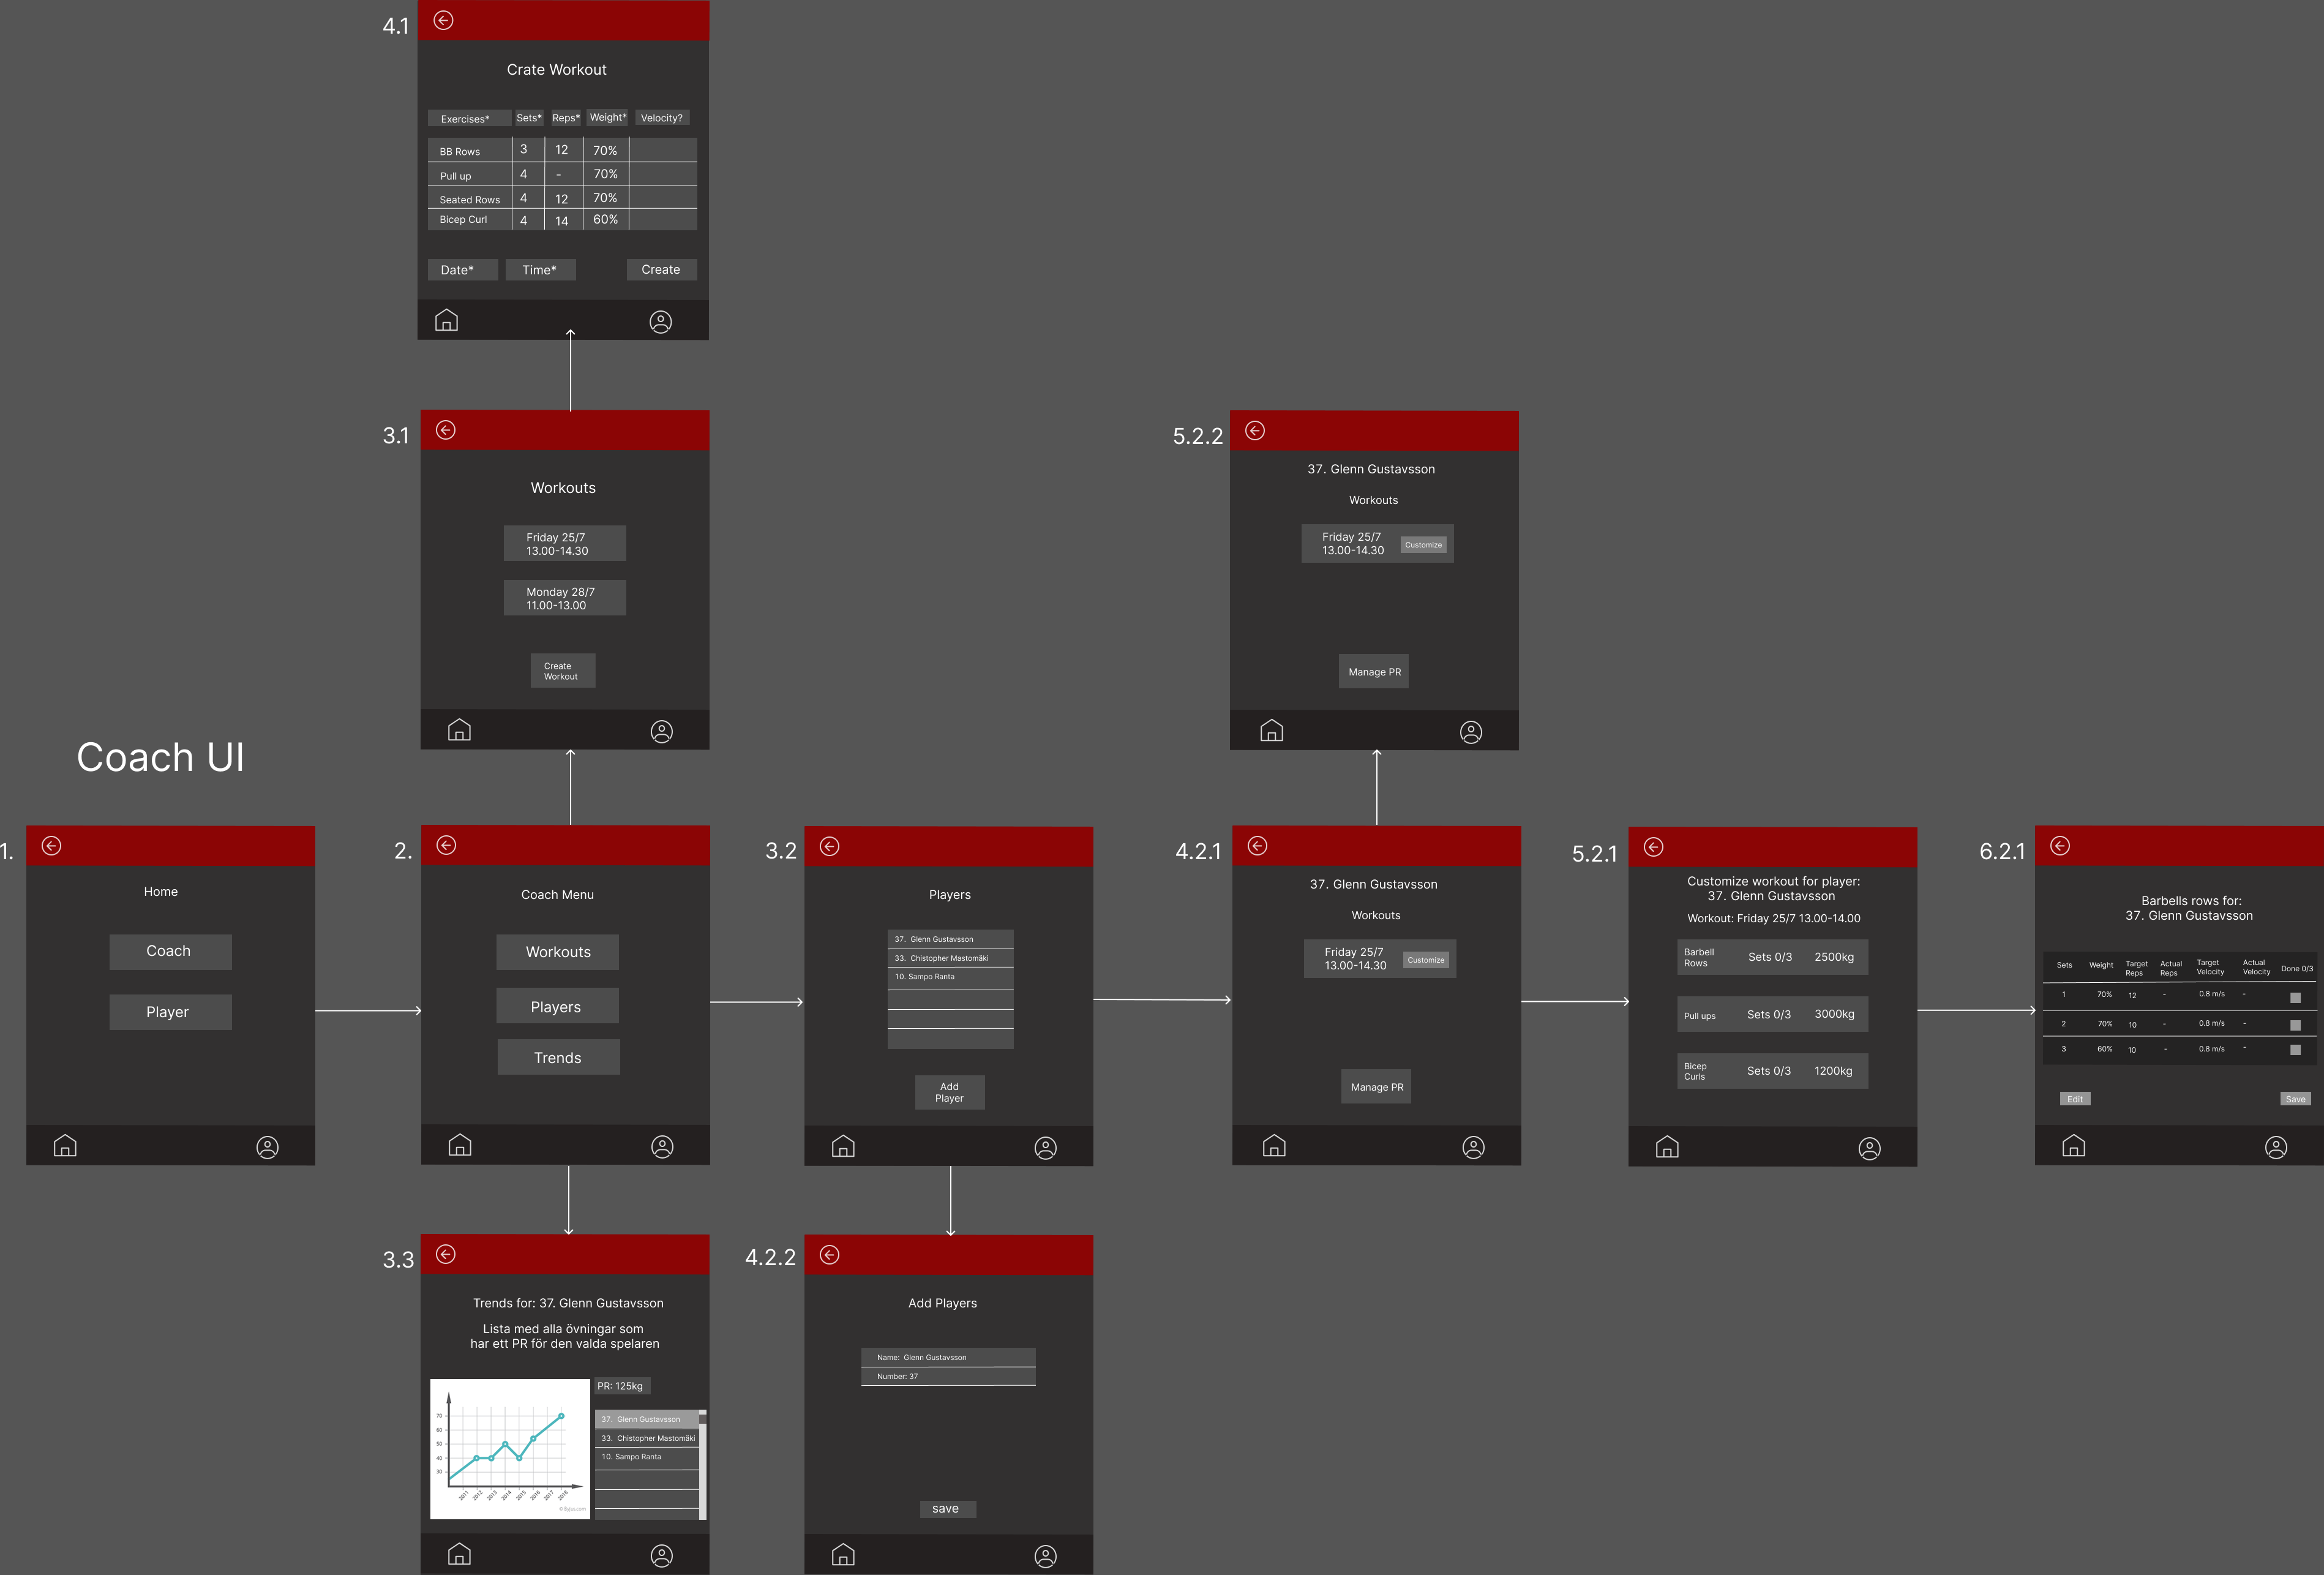 4.1
Crate Workout
Exercises* Sets* Reps* Weight* Velocity?
BB Rows 3 12 70%
Pull up 4 - 70%
Seated Rows 4 12 70%
Bicep Curl 4 14 60%
Date* Time* Create
3.1
Workouts
Friday 25/7
13.00-14.30
Monday 28/7
11.00-13.00
Create
Workout
5.2.2
37. Glenn Gustavsson
Workouts
Friday 25/7
13.00-14.30
Customize
Manage PR
Coach UI
1.
Home
Coach
Player
2.
Coach Menu
Workouts
Players
Trends
3.2
Players
37. Glenn Gustavsson
33. Chistopher Mastomäki
10. Sampo Ranta
Add
Player
4.2.1
37. Glenn Gustavsson
Workouts
Friday 25/7
13.00-14.30
Customize
Manage PR
5.2.1
Customize workout for player:
37. Glenn Gustavsson
Workout: Friday 25/7 13.00-14.00
Barbell
Rows
Sets 0/3 2500kg
Pull ups Sets 0/3 3000kg
Bicep
Curls
Sets 0/3 1200kg
6.2.1
Barbells rows for:
37. Glenn Gustavsson
Sets Weight Target Reps Actual Reps Target Velocity Actual Velocity Done 0/3
1 70% 12 - 0.8 m/s -
2 70% 10 - 0.8 m/s -
3 60% 10 - 0.8 m/s -
Edit Save
3.3
Trends for: 37. Glenn Gustavsson
Lista med alla övningar som
har ett PR för den valda spelaren
PR: 125kg
70
60
50
40
30
2011 2012 2013 2014 2015 2016 2017 2018
37. Glenn Gustavsson
33. Chistopher Mastomäki
10. Sampo Ranta
4.2.2
Add Players
Name: Glenn Gustavsson
Number: 37
save